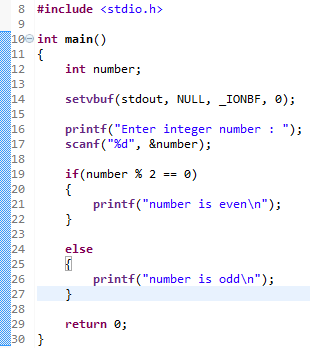 8 #include <stdio.h>
9
10 int main()
11 {
12     int number;
13
14     setvbuf(stdout, NULL, _IONBF, 0);
15
16     printf("Enter integer number : ");
17     scanf("%d", &number);
18
19     if(number % 2 == 0)
20     {
21         printf("number is even\n");
22     }
23
24     else
25     {
26         printf("number is odd\n");
27     }
28
29     return 0;
30 }